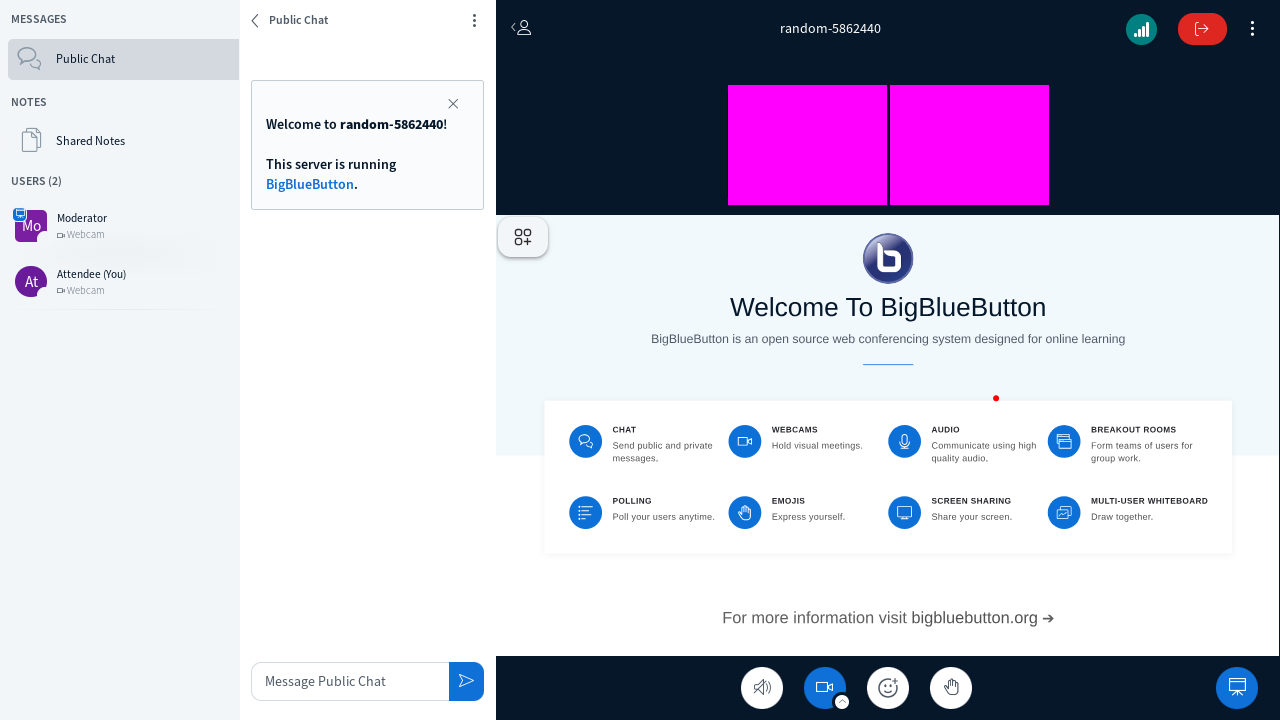 MESSAGES
Public Chat
NOTES
Shared Notes
USERS (2)
Mo
Moderator
Webcam
At
Attendee (You)
Webcam
Public Chat
Welcome to random-5862440!
This server is running
BigBlueButton.
Message Public Chat
random-5862440
b
Welcome To BigBlueButton
BigBlueButton is an open source web conferencing system designed for online learning
CHAT
Send public and private
messages.
WEBCAMS
Hold visual meetings.
AUDIO
Communicate using high
quality audio.
BREAKOUT ROOMS
Form teams of users for
group work.
POLLING
Poll your users anytime.
EMOJIS
Express yourself.
SCREEN SHARING
Share your screen.
MULTI-USER WHITEBOARD
Draw together.
For more information visit bigbluebutton.org →